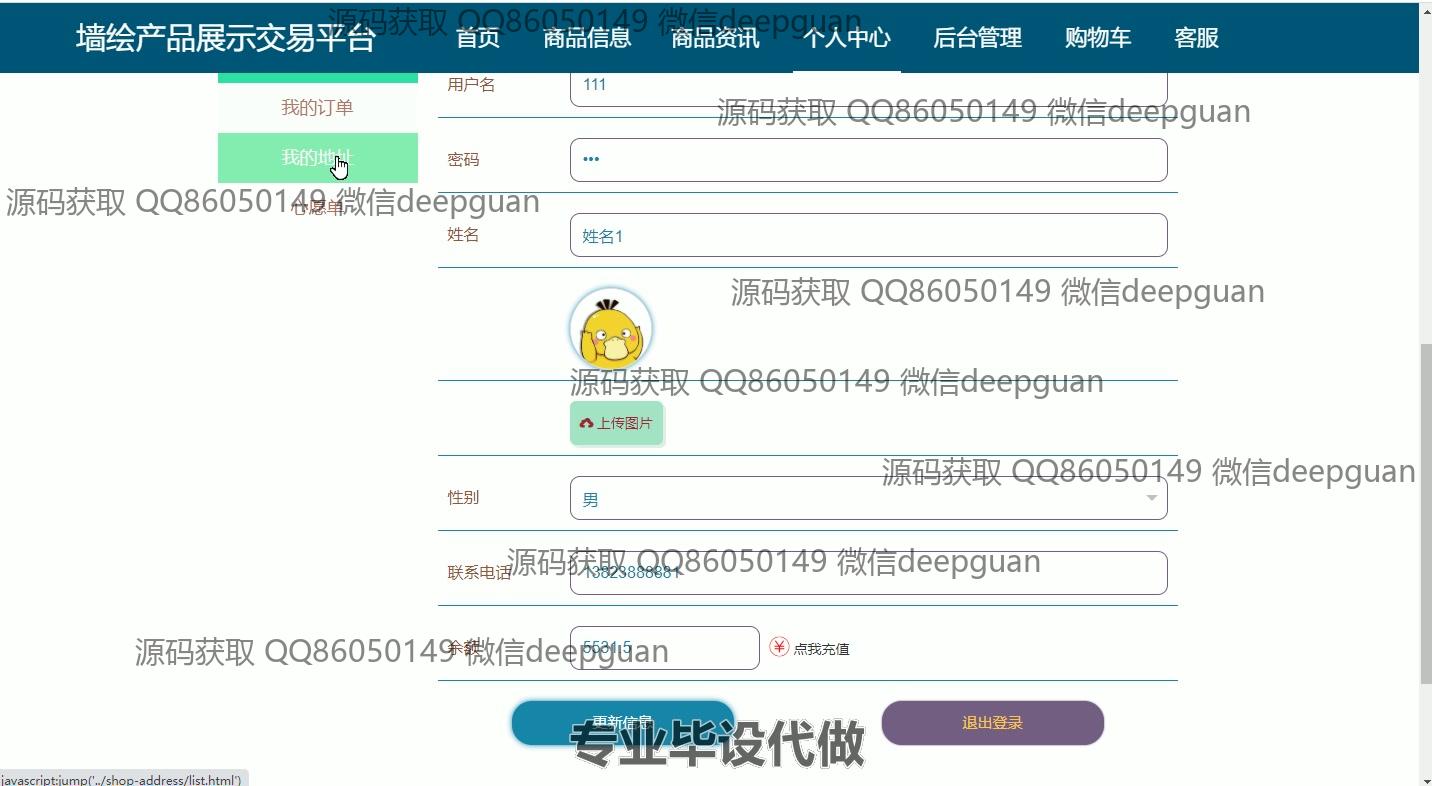 墙绘产品展示交易平台 首页 商品信息 商品资讯 个人中心 后台管理 购物车 客服
源码获取 QQ86050149 微信deepguan
用户名 111
我的订单
源码获取 QQ86050149 微信deepguan
密码 •••
我的地址
源码获取 QQ86050149 微信deepguan
心愿单
姓名 姓名1
源码获取 QQ86050149 微信deepguan
源码获取 QQ86050149 微信deepguan
上传图片
源码获取 QQ86050149 微信deepguan
性别 男
源码获取 QQ86050149 微信deepguan
联系电话 13823888881
源码获取 QQ86050149 微信deepguan
余额 5531.5 ¥ 点我充值
更新信息 退出登录
专业毕设代做
javascript:jump('../shop-address/list.html')